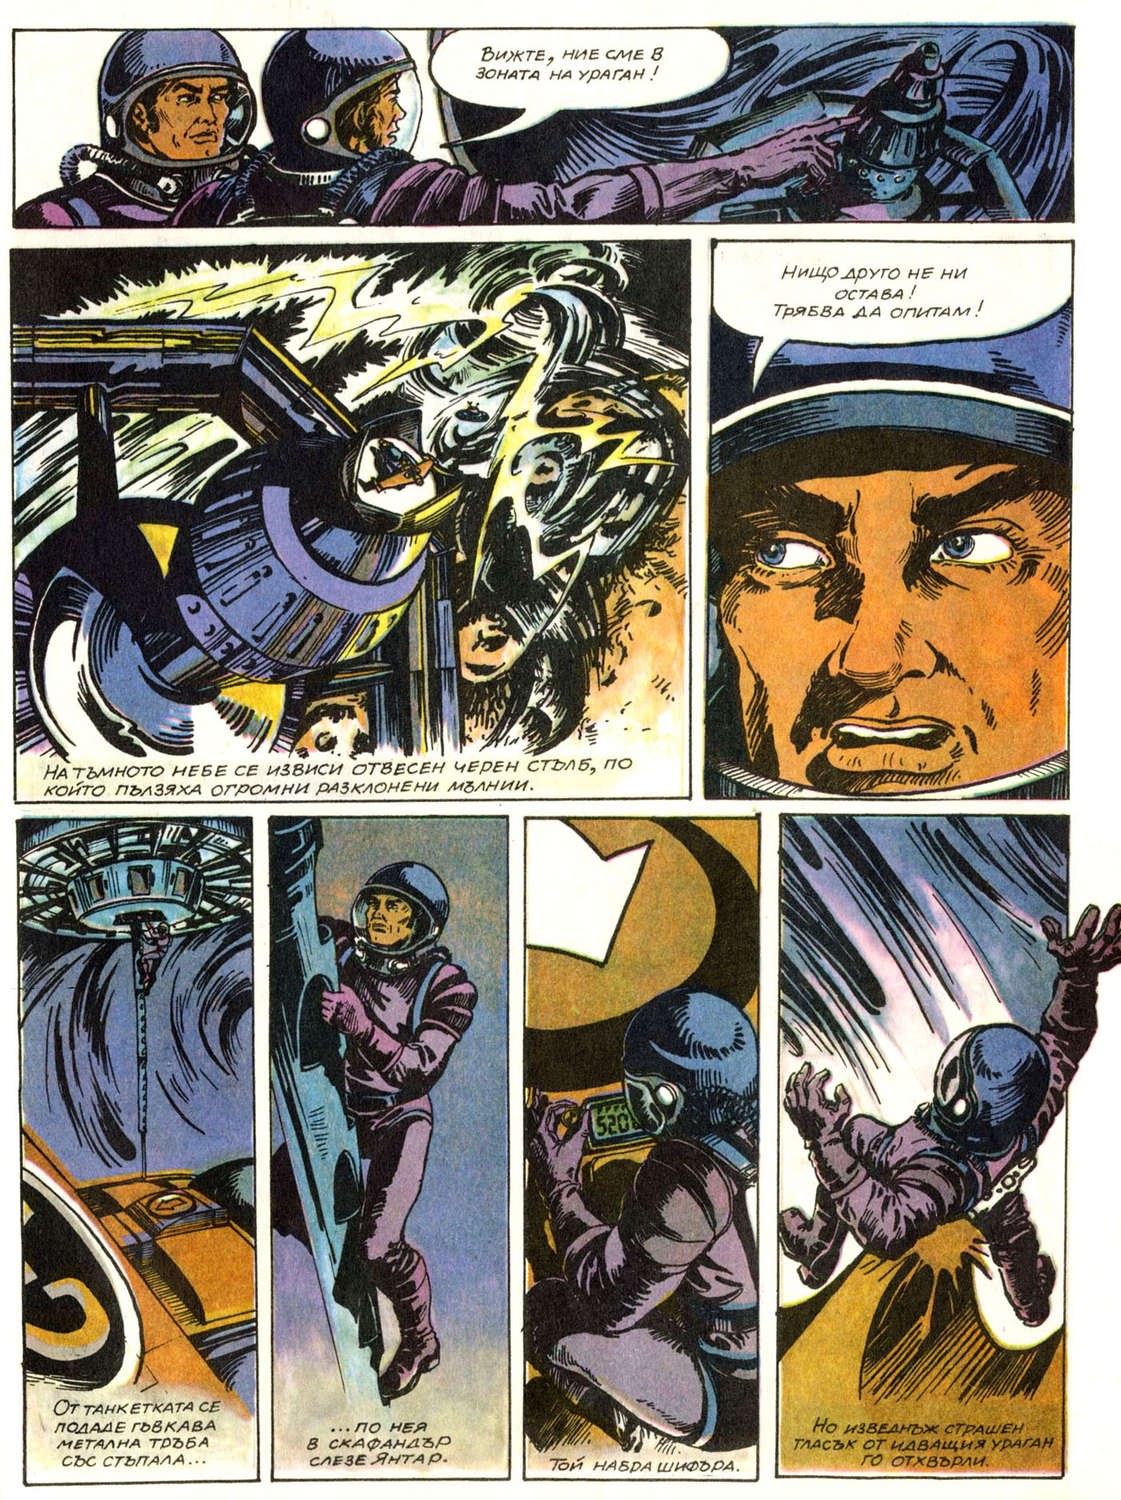 Вижте, ние сме в
зоната на ураган!
Нищо друго не ни
остава!
Трябва да опитам!
На тъмното небе се извиси отвесен черен стълб, по
който пълзяха огромни разклонени мълнии.
От танкетката се
подаде гъвкава
метална тръба
със стъпала...
...по нея
в скафандър
слезе Янтар.
520
Той набра шифъра.
Но изведнъж страшен
тласък от идващия ураган
го отхвърли.